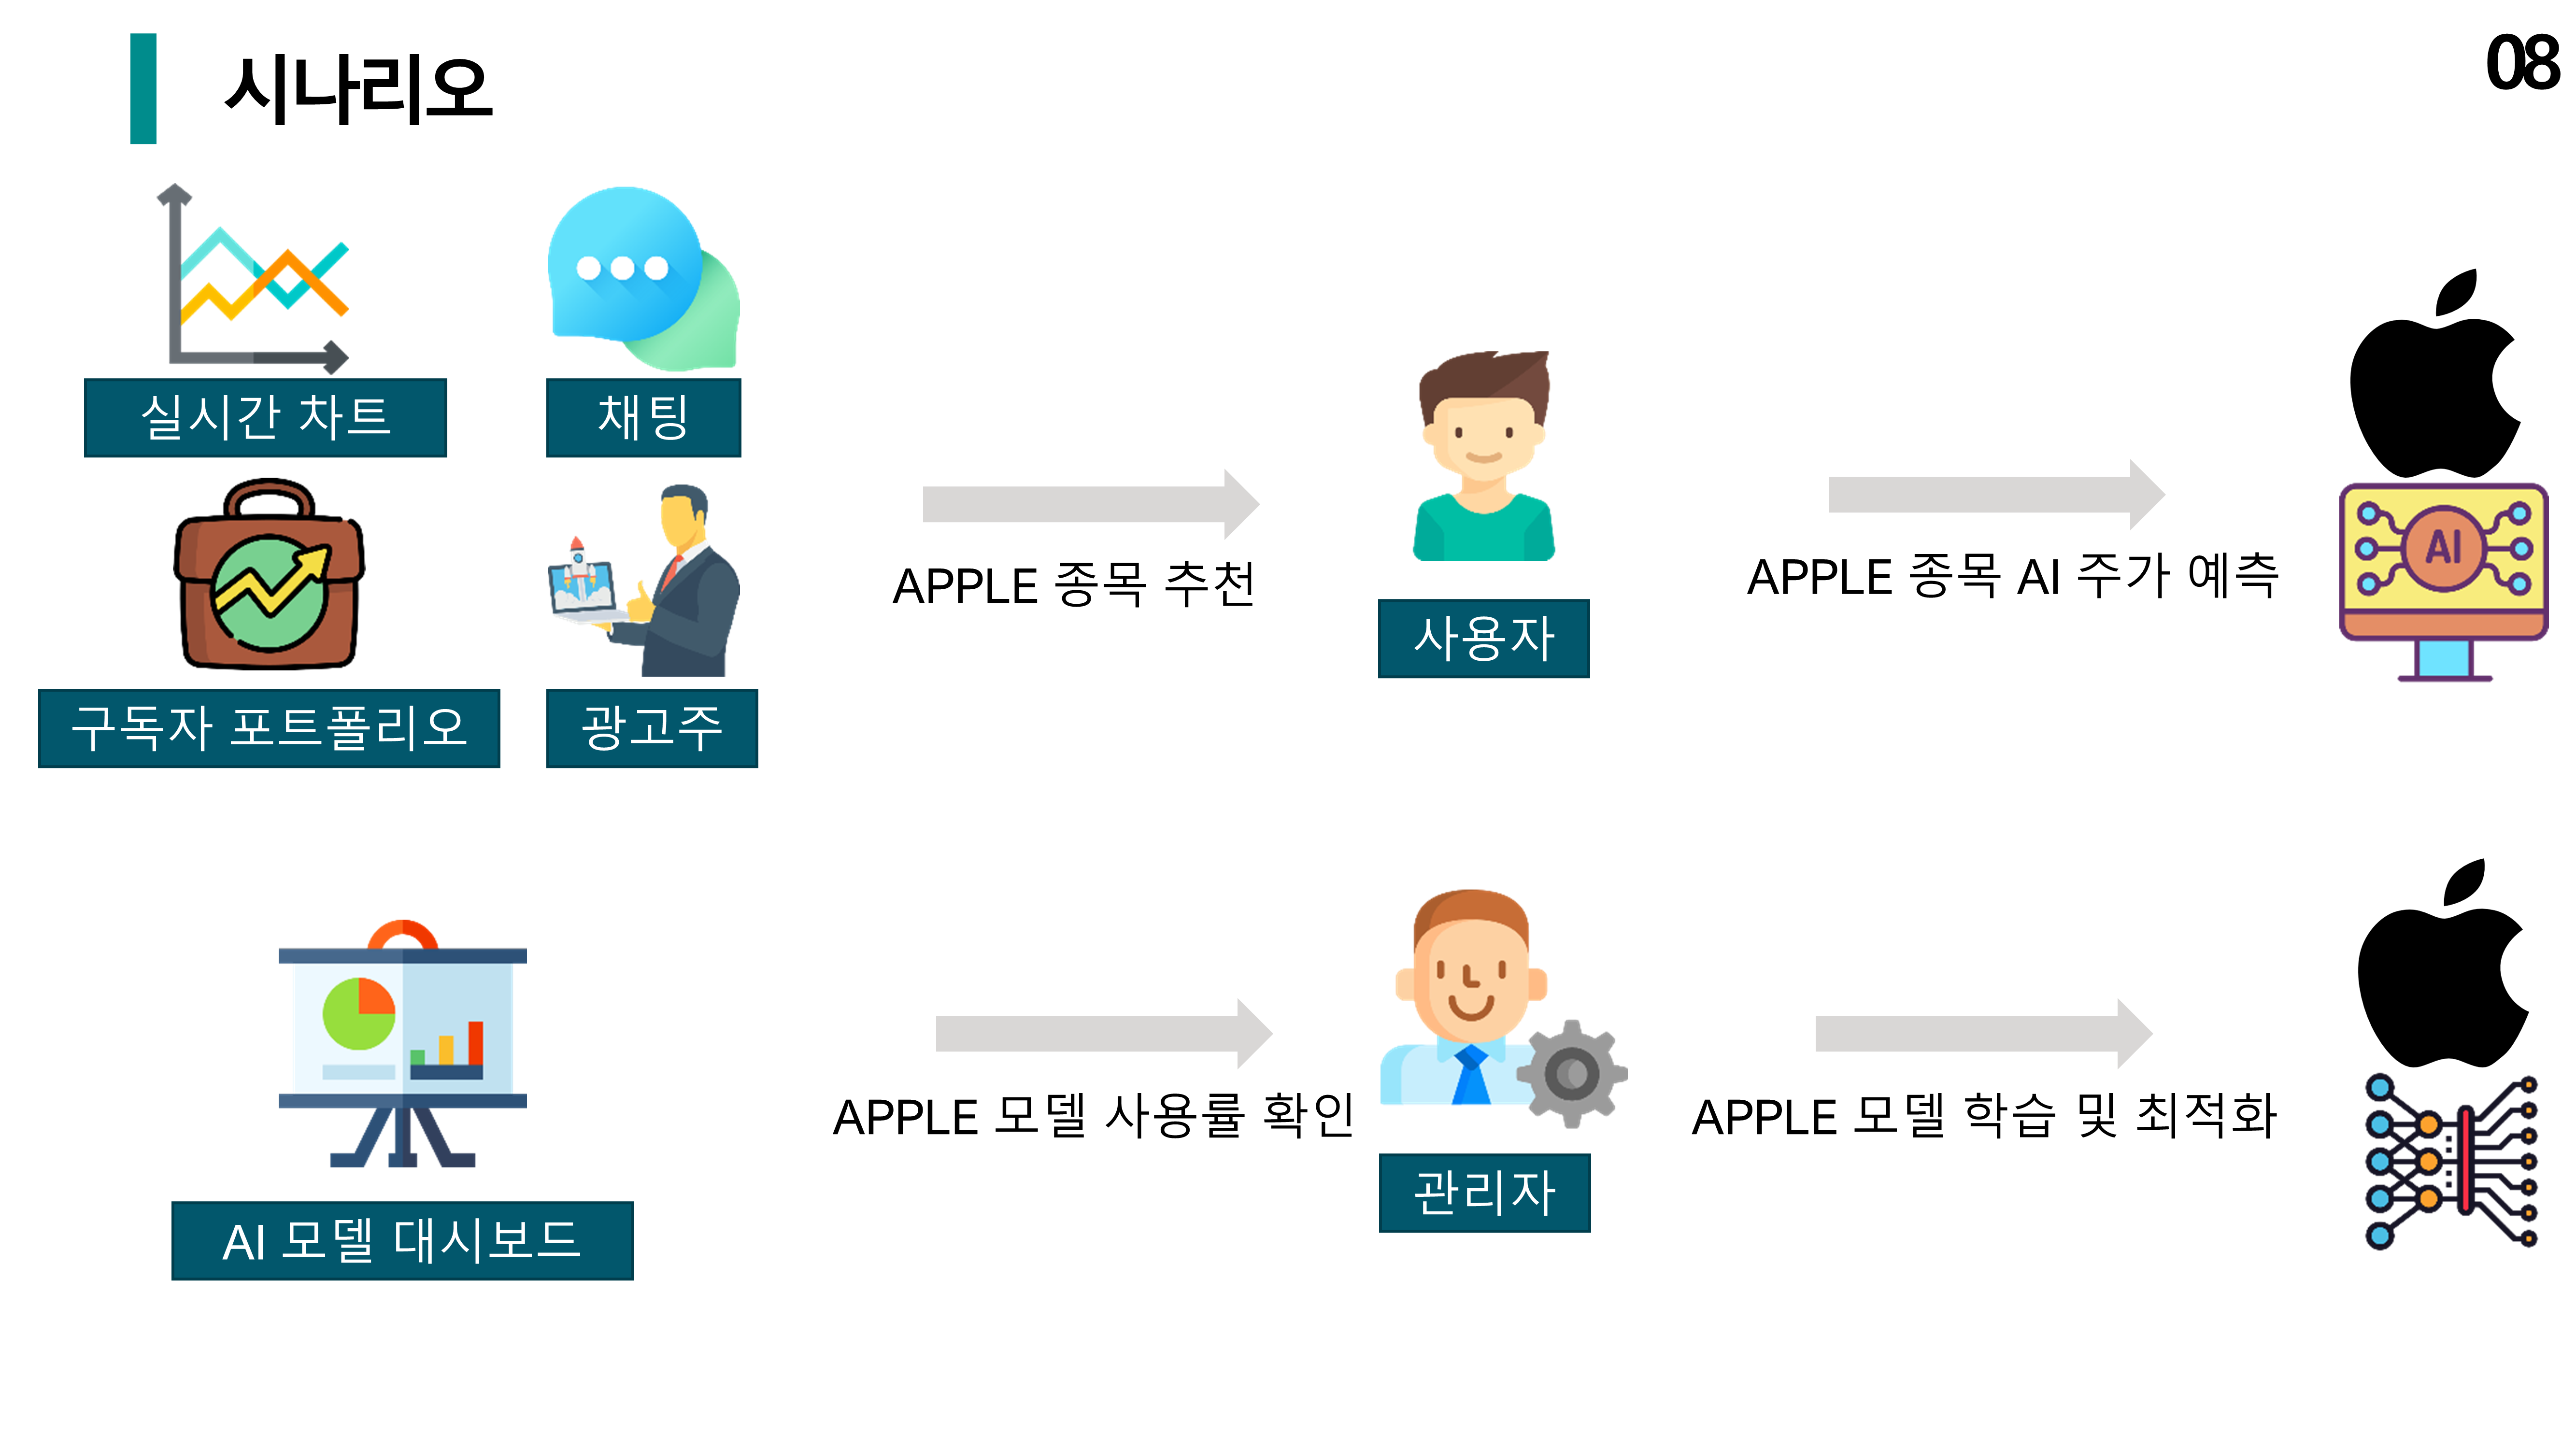 시나리오
08
실시간 차트
채팅
구독자 포트폴리오
광고주
APPLE 종목 추천
사용자
APPLE 종목 AI 주가 예측
AI
AI 모델 대시보드
APPLE 모델 사용률 확인
관리자
APPLE 모델 학습 및 최적화